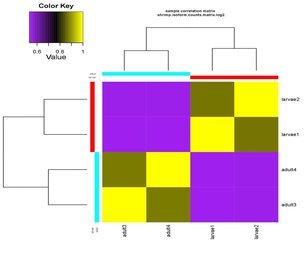 Color Key
0.6 0.8 1
Value
sample correlation matrix
shrimp.isoform.counts.matrix.log2
larvae2
larvae1
adult4
adult3
adult3
adult4
larvae1
larvae2